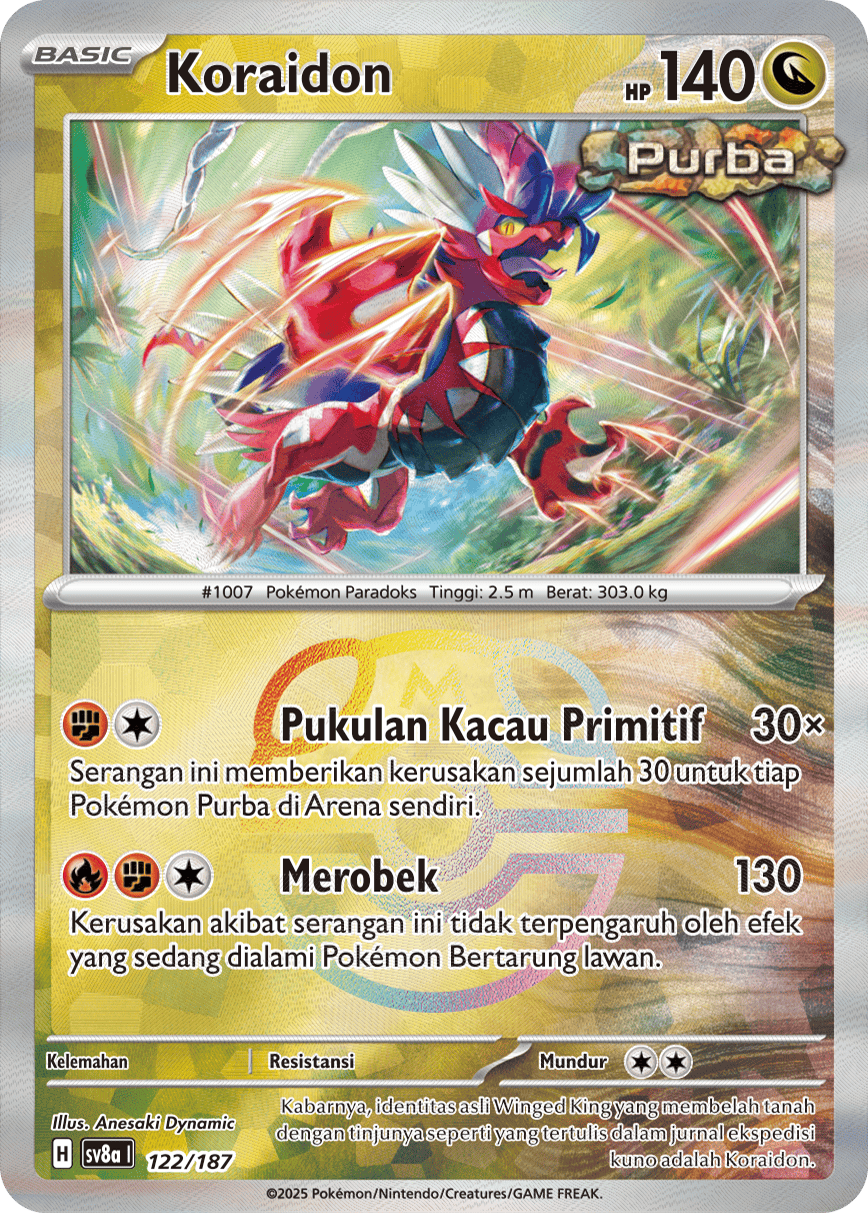 BASIC
Koraidon
HP 140
Purba
#1007 Pokémon Paradoks Tinggi: 2.5 m Berat: 303.0 kg
Pukulan Kacau Primitif 30×
Serangan ini memberikan kerusakan sejumlah 30 untuk tiap
Pokémon Purba di Arena sendiri.
Merobek 130
Kerusakan akibat serangan ini tidak terpengaruh oleh efek
yang sedang dialami Pokémon Bertarung lawan.
Kelemahan Resistansi Mundur
Illus. Anesaki Dynamic
Kabarnya, identitas asli Winged King yang membelah tanah
dengan tinjunya seperti yang tertulis dalam jurnal ekspedisi
kuno adalah Koraidon.
H sv8a I 122/187
©2025 Pokémon/Nintendo/Creatures/GAME FREAK.